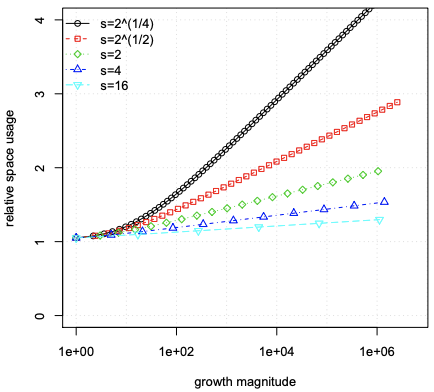 s=2^(1/4)
s=2^(1/2)
s=2
s=4
s=16
relative space usage
4
3
2
1
0
1e+00 1e+02 1e+04 1e+06
growth magnitude